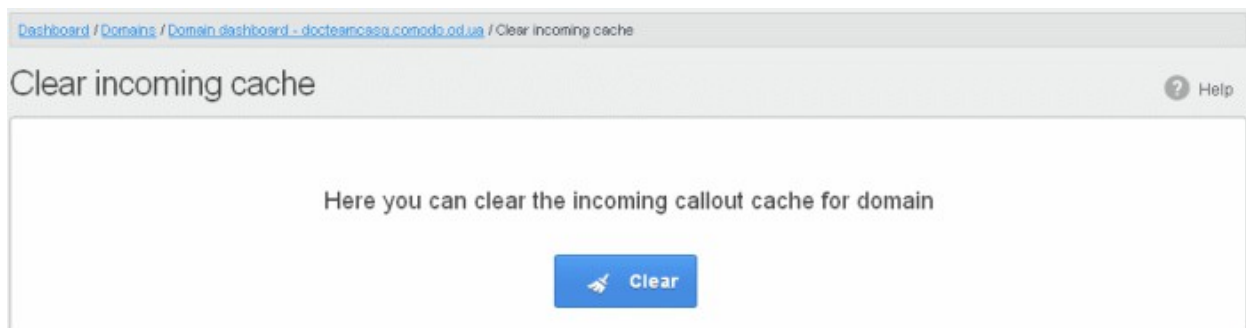 Dashboard / Domains / Domain dashboard - docteamcasg.comodo.od.ua / Clear incoming cache
Clear incoming cache
Help
Here you can clear the incoming callout cache for domain
Clear